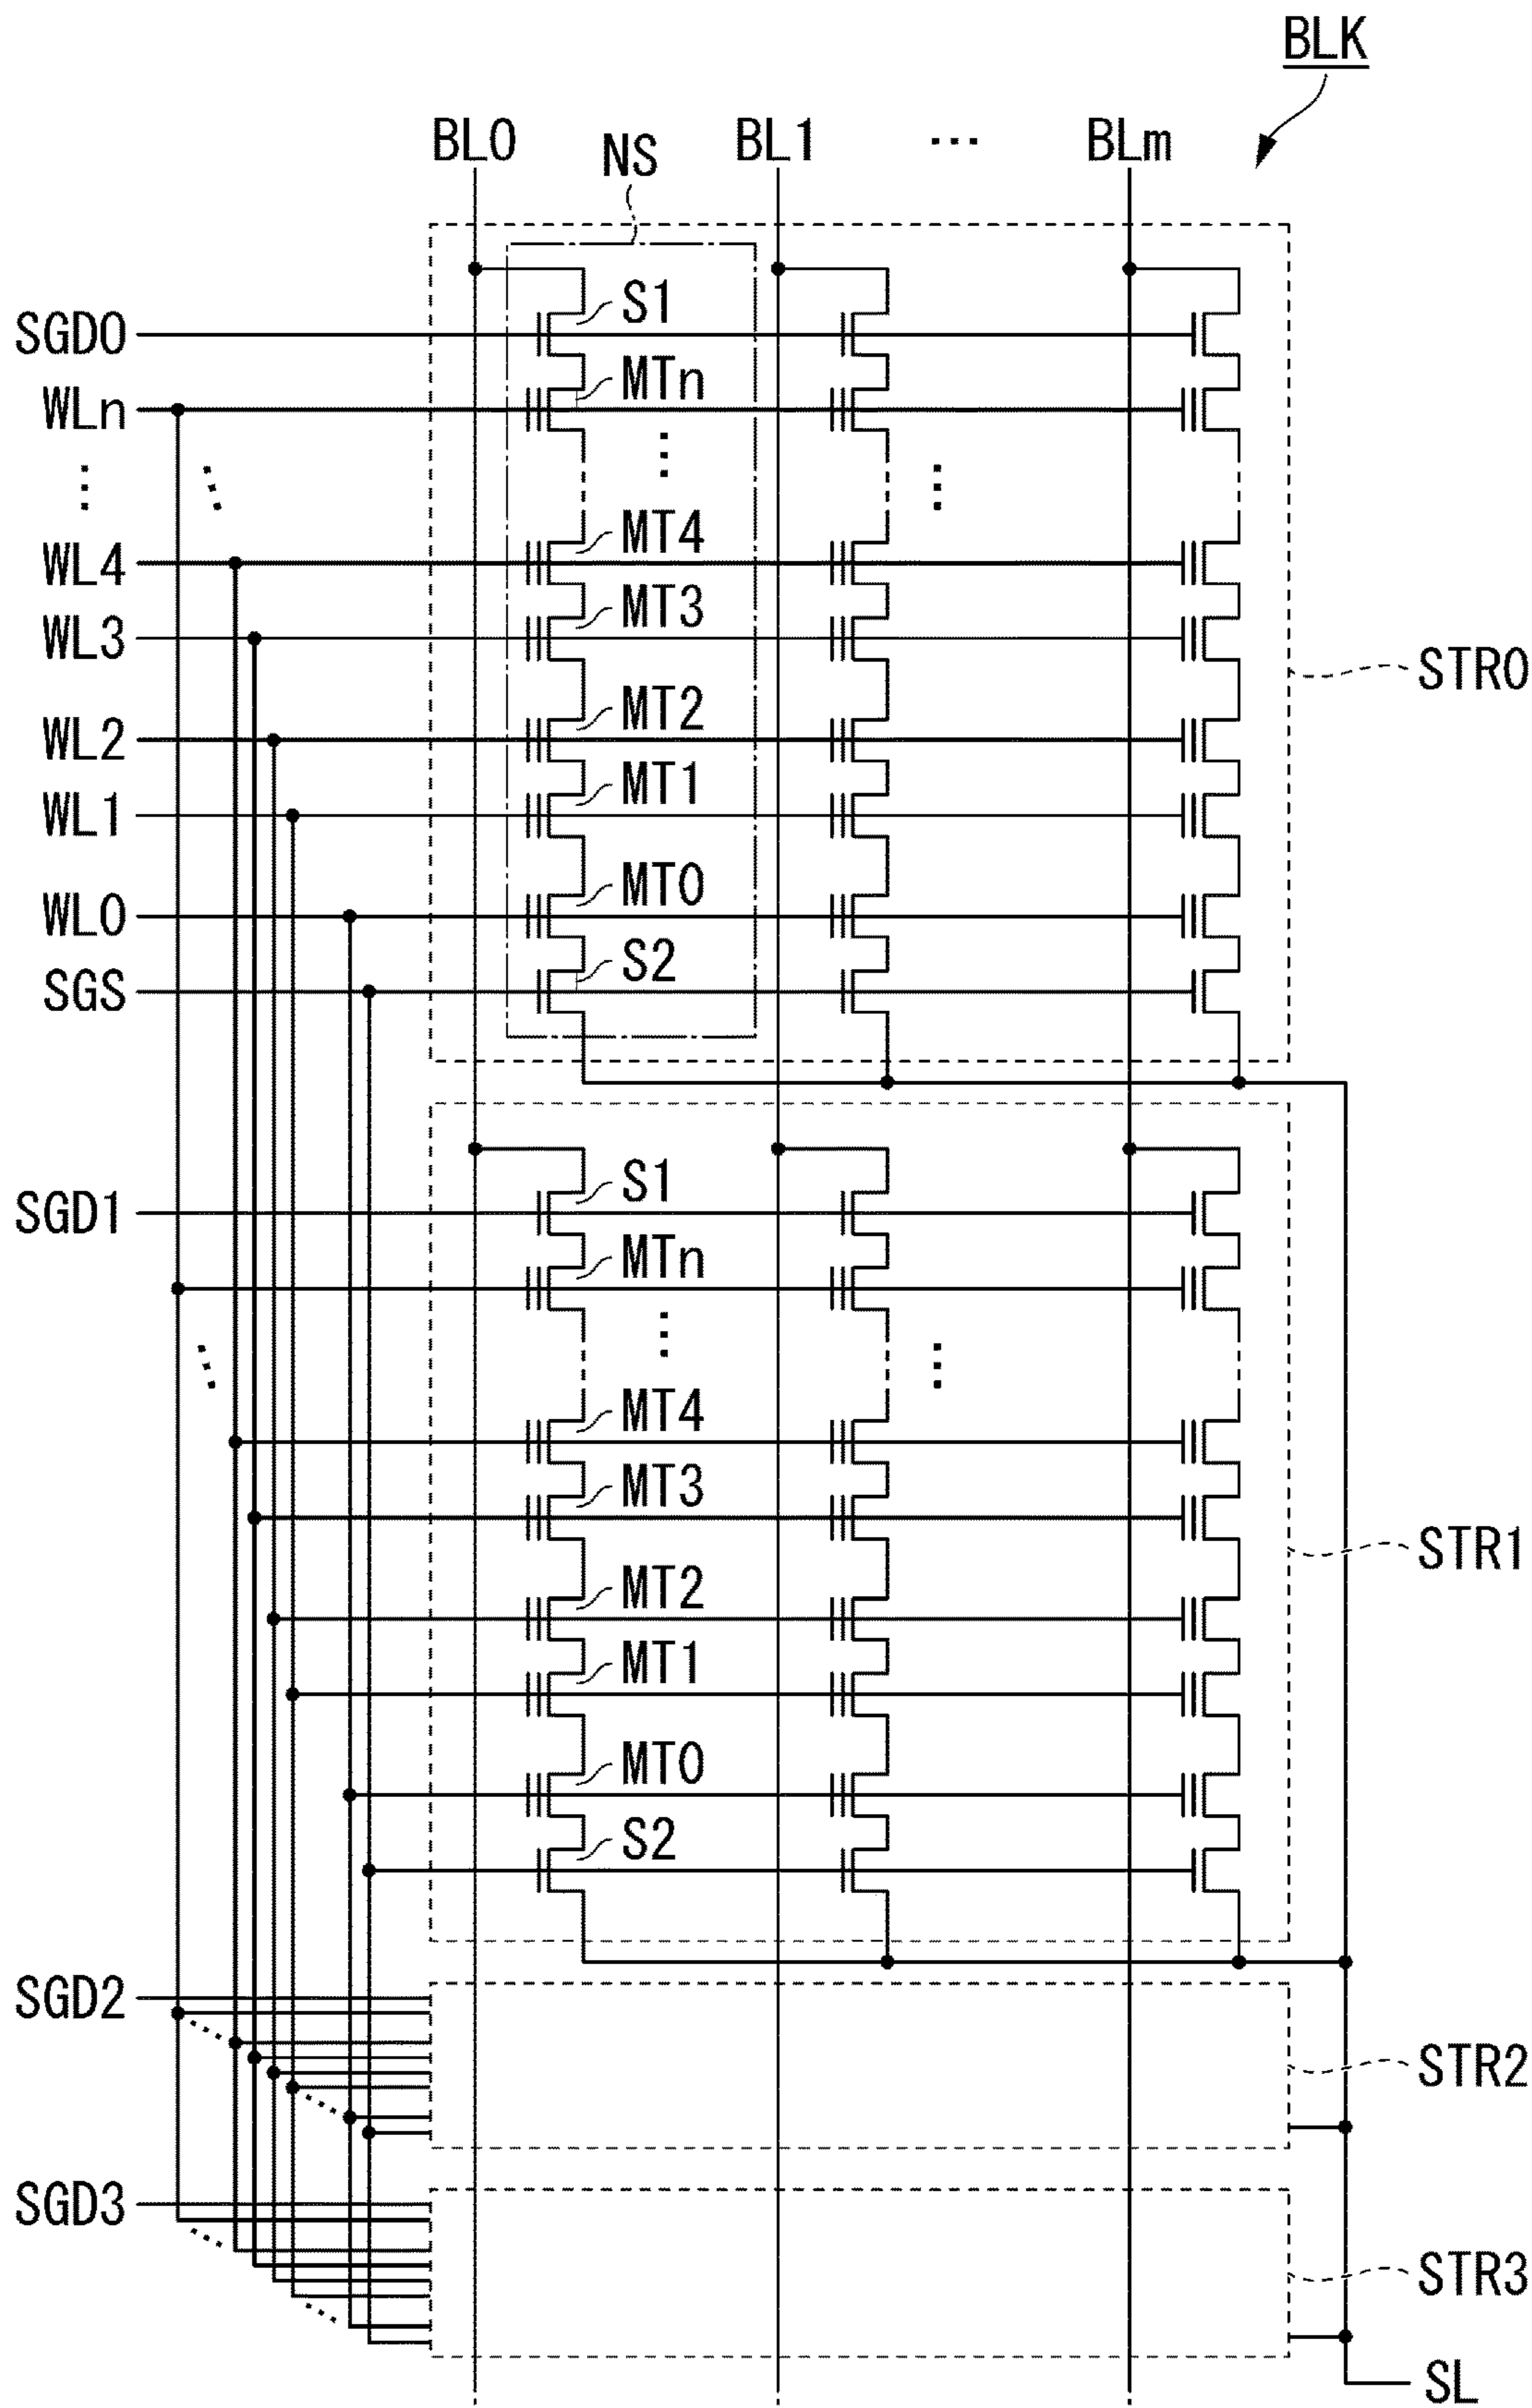 BLK
BL0 NS BL1 ... BLm
S1
SGD0
MTn
WLn
MT4
WL4
MT3
WL3
STR0
MT2
WL2
MT1
WL1
MT0
WL0
S2
SGS
S1
SGD1
MTn
MT4
MT3
STR1
MT2
MT1
MT0
S2
SGD2
STR2
SGD3
STR3
SL